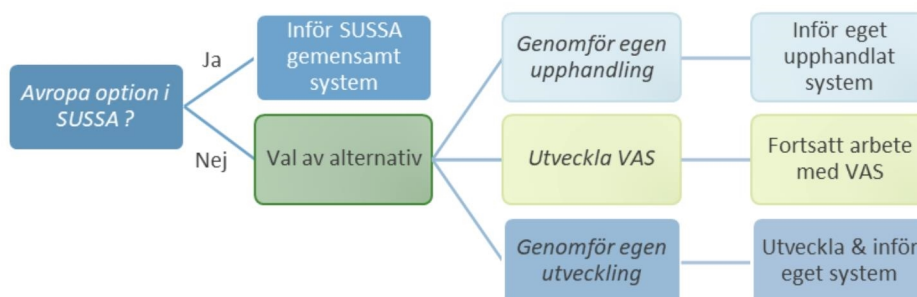 Avropa option i
SUSSA ?
Ja
Nej
Inför SUSSA
gemensamt
system
Val av alternativ
Genomför egen
upphandling
Inför eget
upphandlat
system
Utveckla VAS
Fortsatt arbete
med VAS
Genomför egen
utveckling
Utveckla & inför
eget system